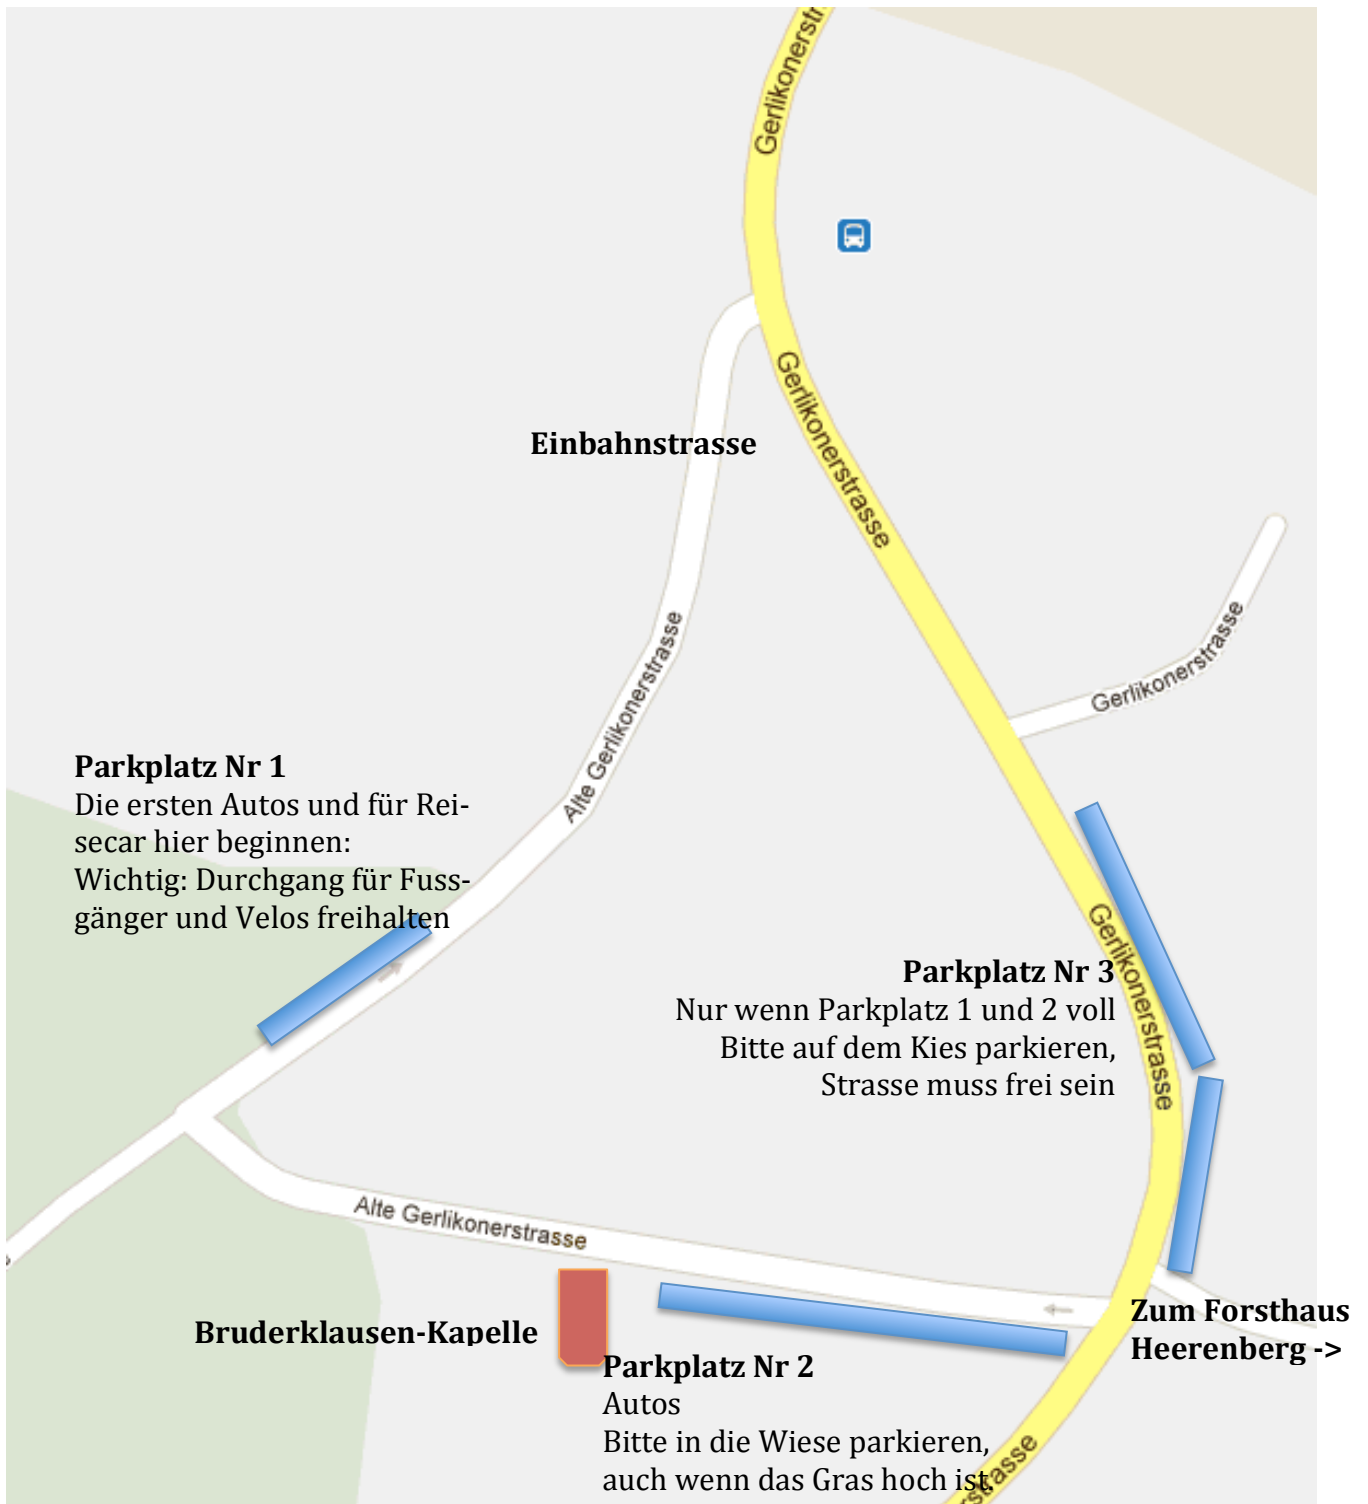 Gerlikonerstr
Gerlikonerstrasse
Einbahnstrasse
Gerlikonerstrasse
Alte Gerlikonerstrasse
Parkplatz Nr 1
Die ersten Autos und für Rei-
secar hier beginnen:
Wichtig: Durchgang für Fuss-
gänger und Velos freihalten
Gerlikonerstrasse
Parkplatz Nr 3
Nur wenn Parkplatz 1 und 2 voll
Bitte auf dem Kies parkieren,
Strasse muss frei sein
Alte Gerlikonerstrasse
Bruderklausen-Kapelle
Zum Forsthaus
Heerenberg ->
Parkplatz Nr 2
Autos
Bitte in die Wiese parkieren,
auch wenn das Gras hoch ist.
rstrasse